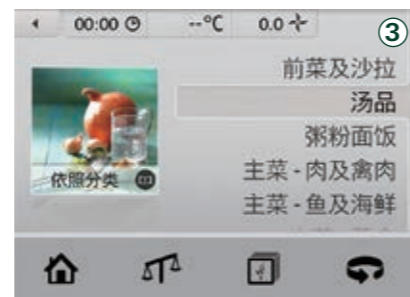 00:00 --°C 0.0
3
前菜及沙拉
汤品
粥粉面饭
主菜 - 肉及禽肉
主菜 - 鱼及海鲜
依照分类